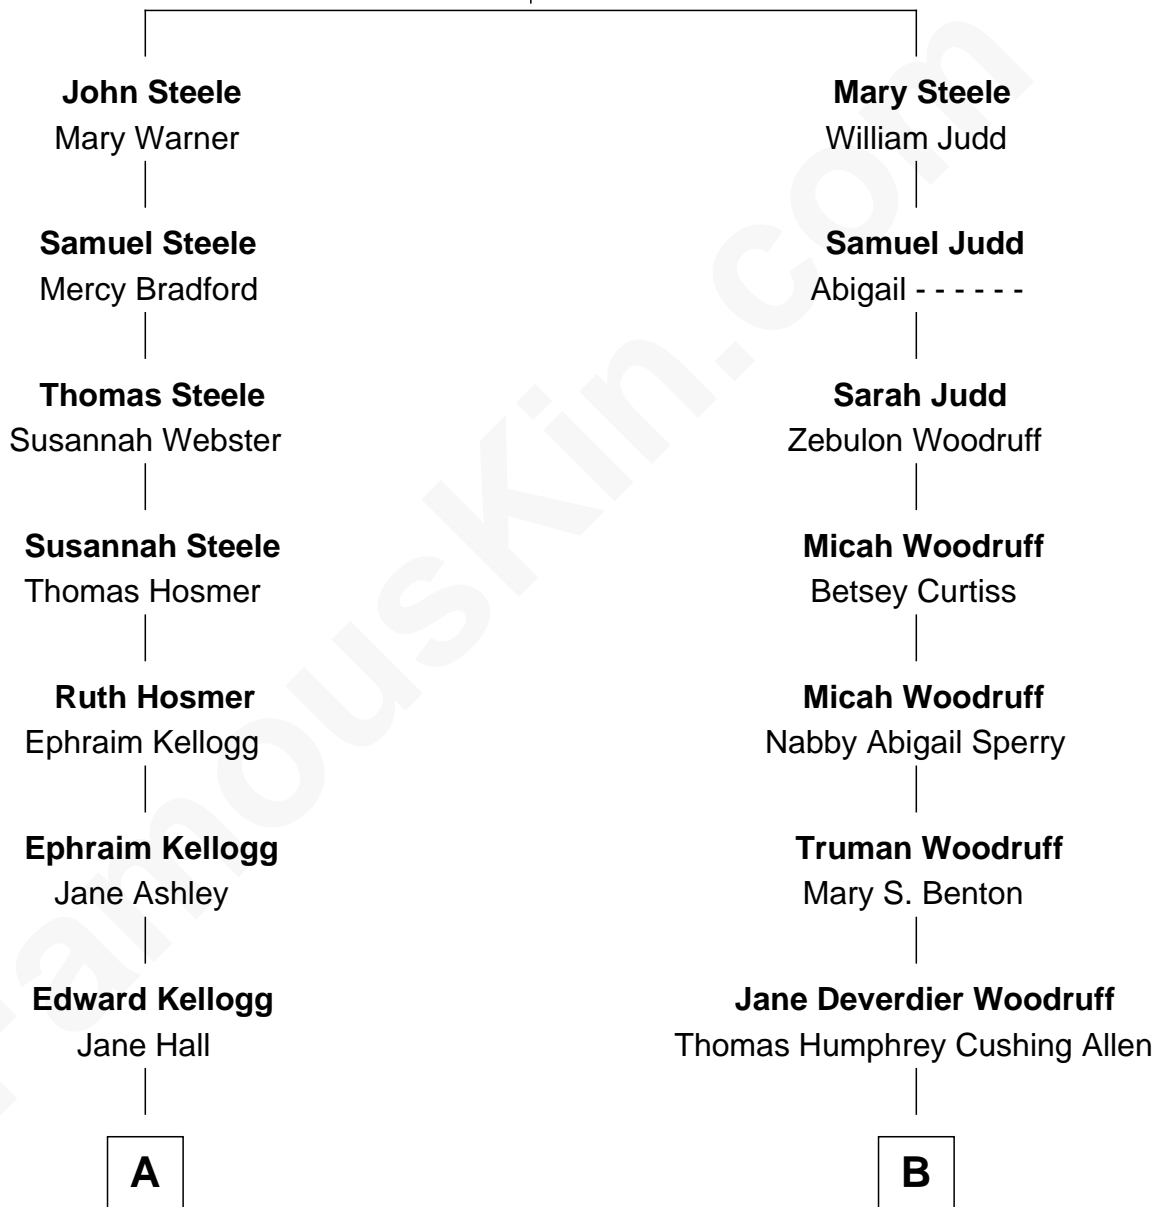 John Steele
Mary Warner
Samuel Steele
Mercy Bradford
Thomas Steele
Susannah Webster
Susannah Steele
Thomas Hosmer
Ruth Hosmer
Ephraim Kellogg
Ephraim Kellogg
Jane Ashley
Edward Kellogg
Jane Hall
A
Mary Steele
William Judd
Samuel Judd
Abigail - - - - - -
Sarah Judd
Zebulon Woodruff
Micah Woodruff
Betsey Curtiss
Micah Woodruff
Nabby Abigail Sperry
Truman Woodruff
Mary S. Benton
Jane Deverdier Woodruff
Thomas Humphrey Cushing Allen
B
FamousKin.com